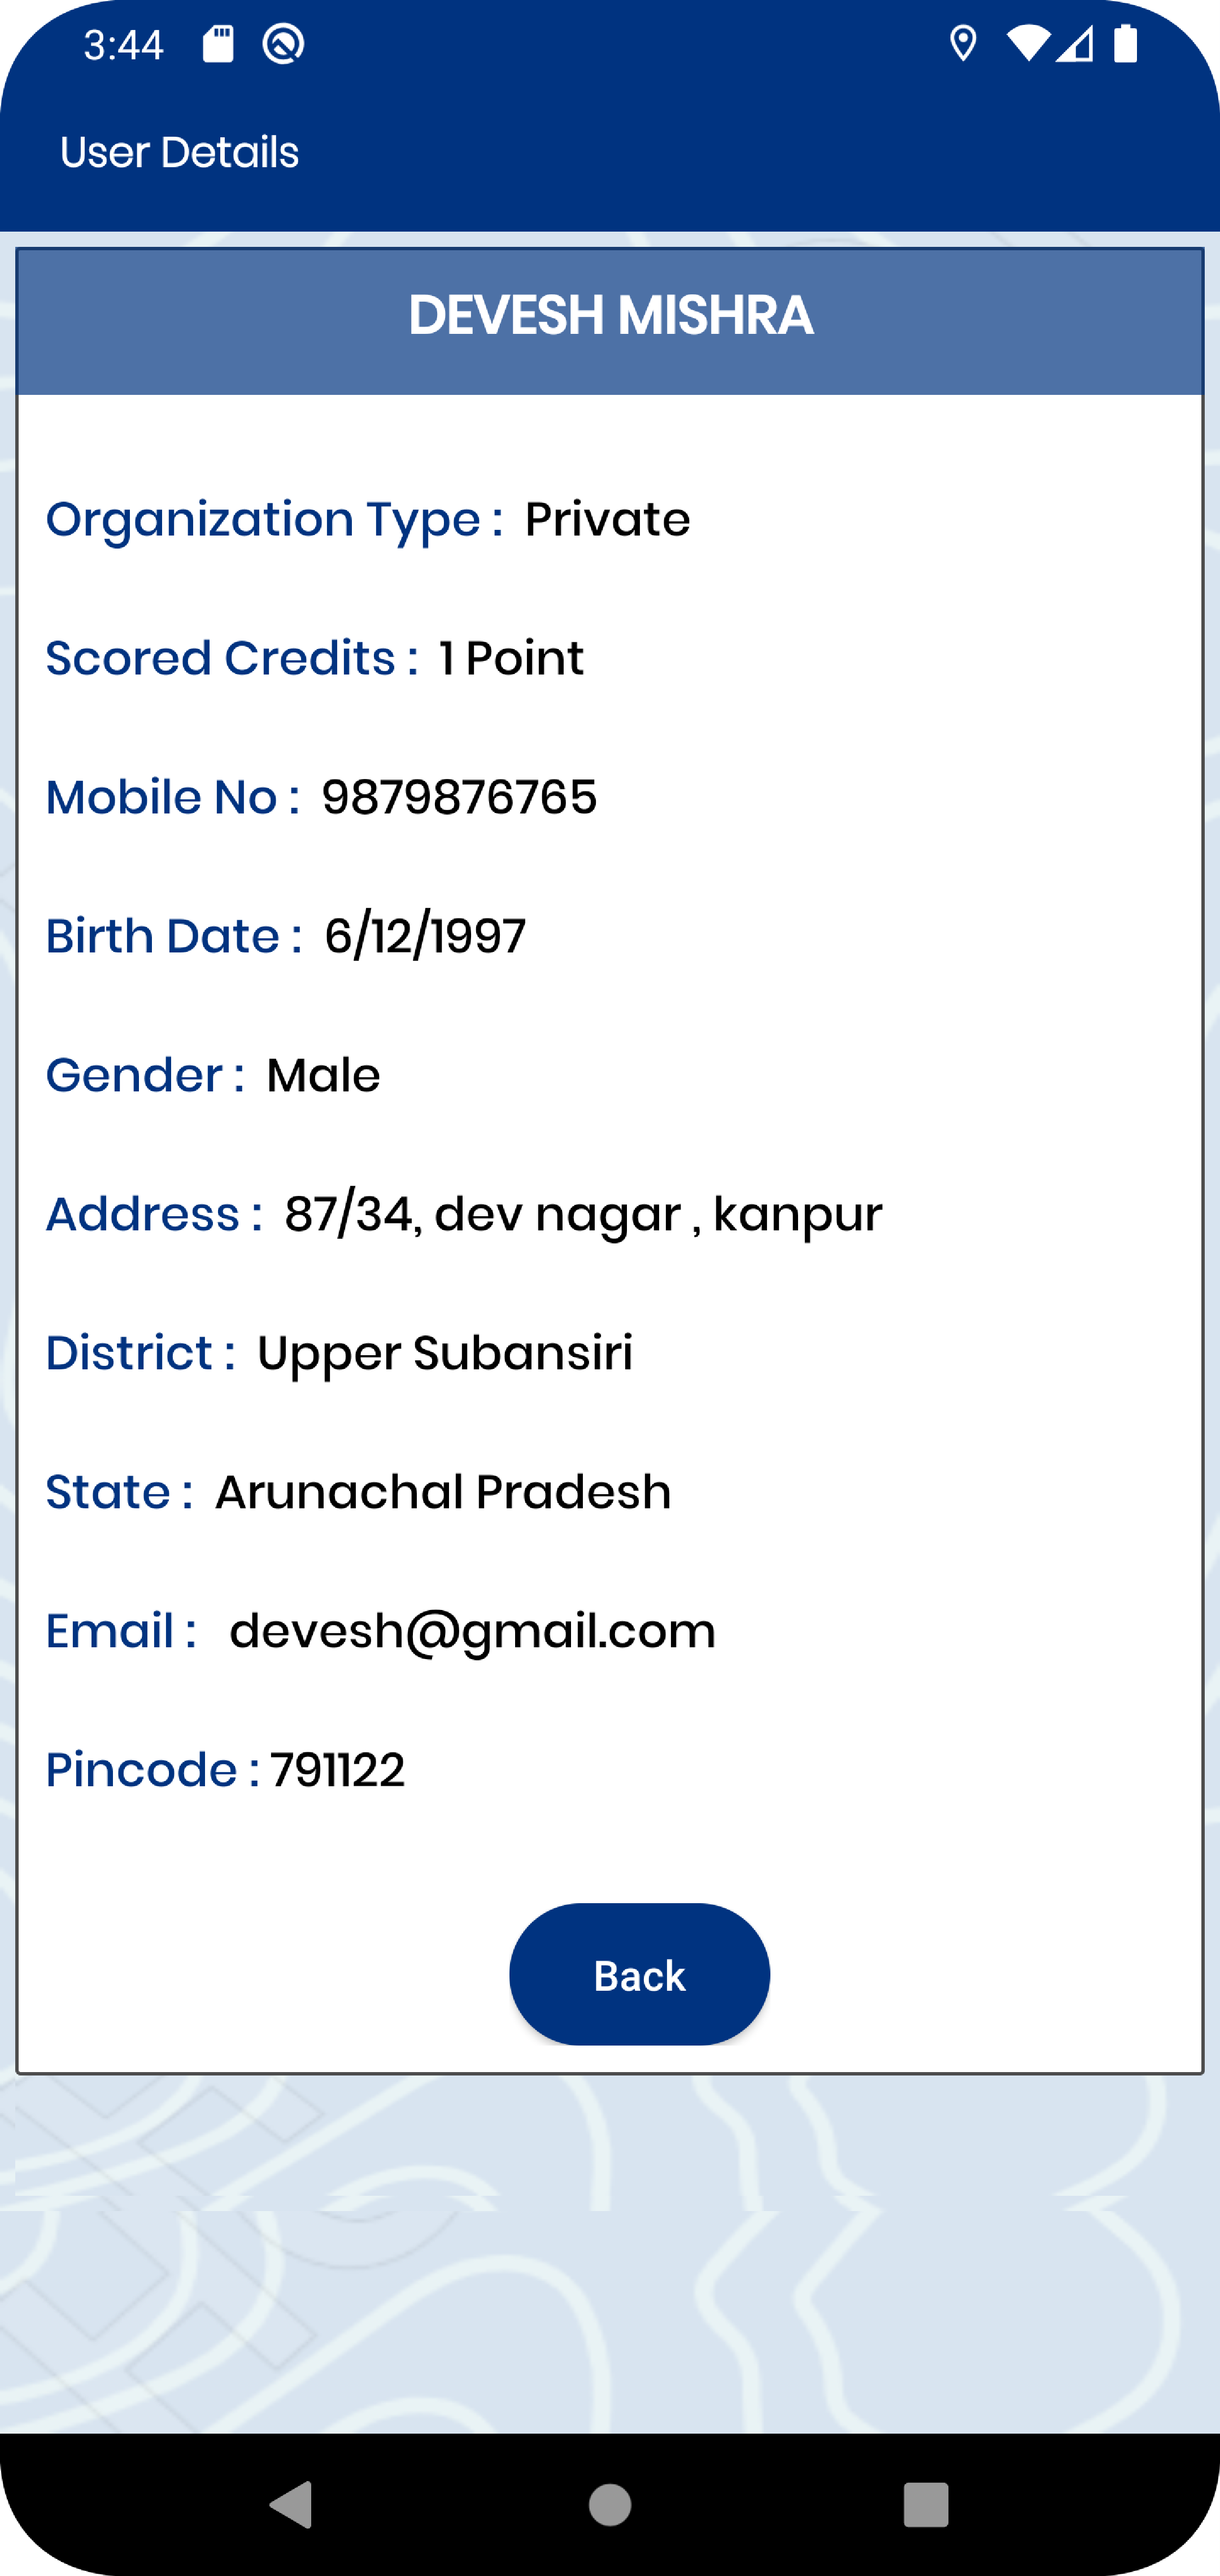 3:44
User Details
DEVESH MISHRA
Organization Type : Private
Scored Credits : 1 Point
Mobile No : 9879876765
Birth Date : 6/12/1997
Gender : Male
Address : 87/34, dev nagar , kanpur
District : Upper Subansiri
State : Arunachal Pradesh
Email : devesh@gmail.com
Pincode : 791122
Back